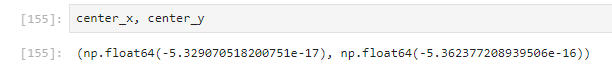 [155]: center_x, center_y
[155]: (np.float64(-5.329070518200751e-17), np.float64(-5.362377208939506e-16))